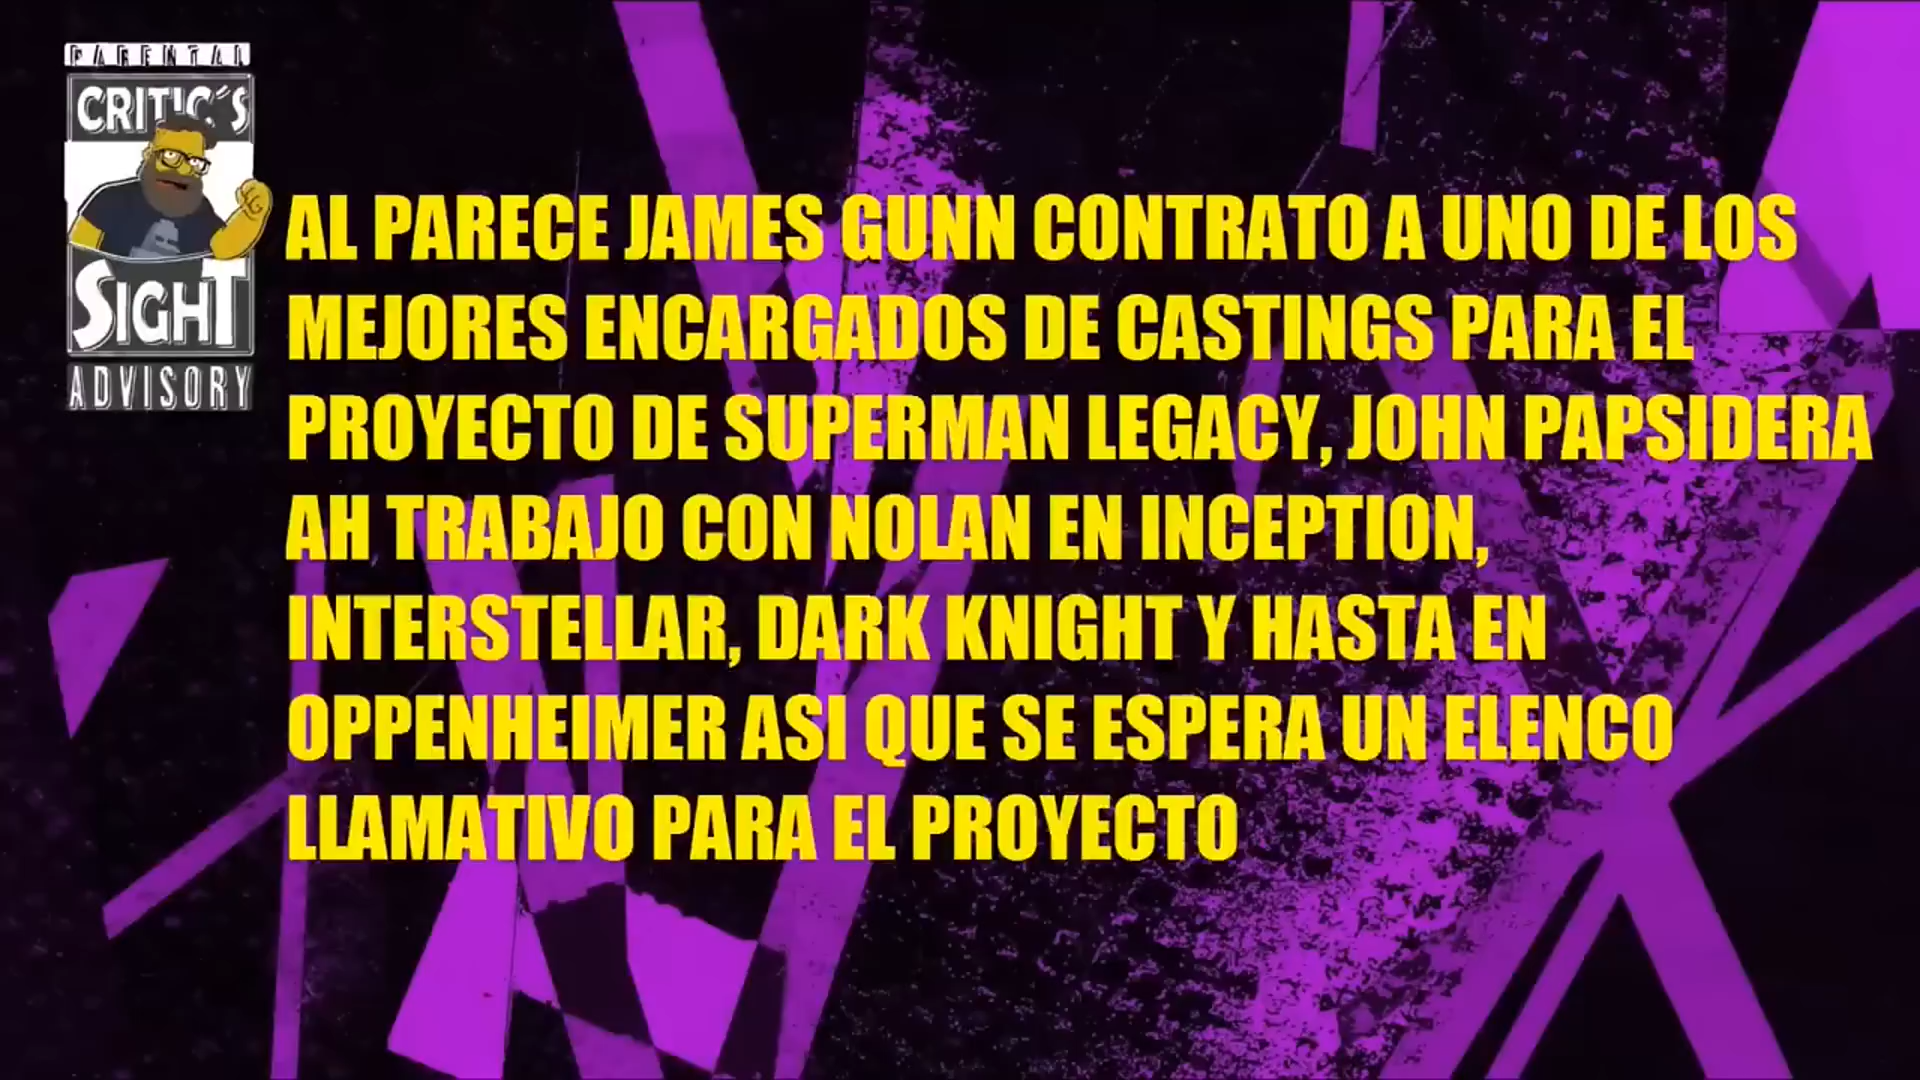 PARENTAL
CRITIC´S
SIGHT
ADVISORY
AL PARECE JAMES GUNN CONTRATO A UNO DE LOS
MEJORES ENCARGADOS DE CASTINGS PARA EL
PROYECTO DE SUPERMAN LEGACY, JOHN PAPSIDERA
AH TRABAJO CON NOLAN EN INCEPTION,
INTERSTELLAR, DARK KNIGHT Y HASTA EN
OPPENHEIMER ASI QUE SE ESPERA UN ELENCO
LLAMATIVO PARA EL PROYECTO